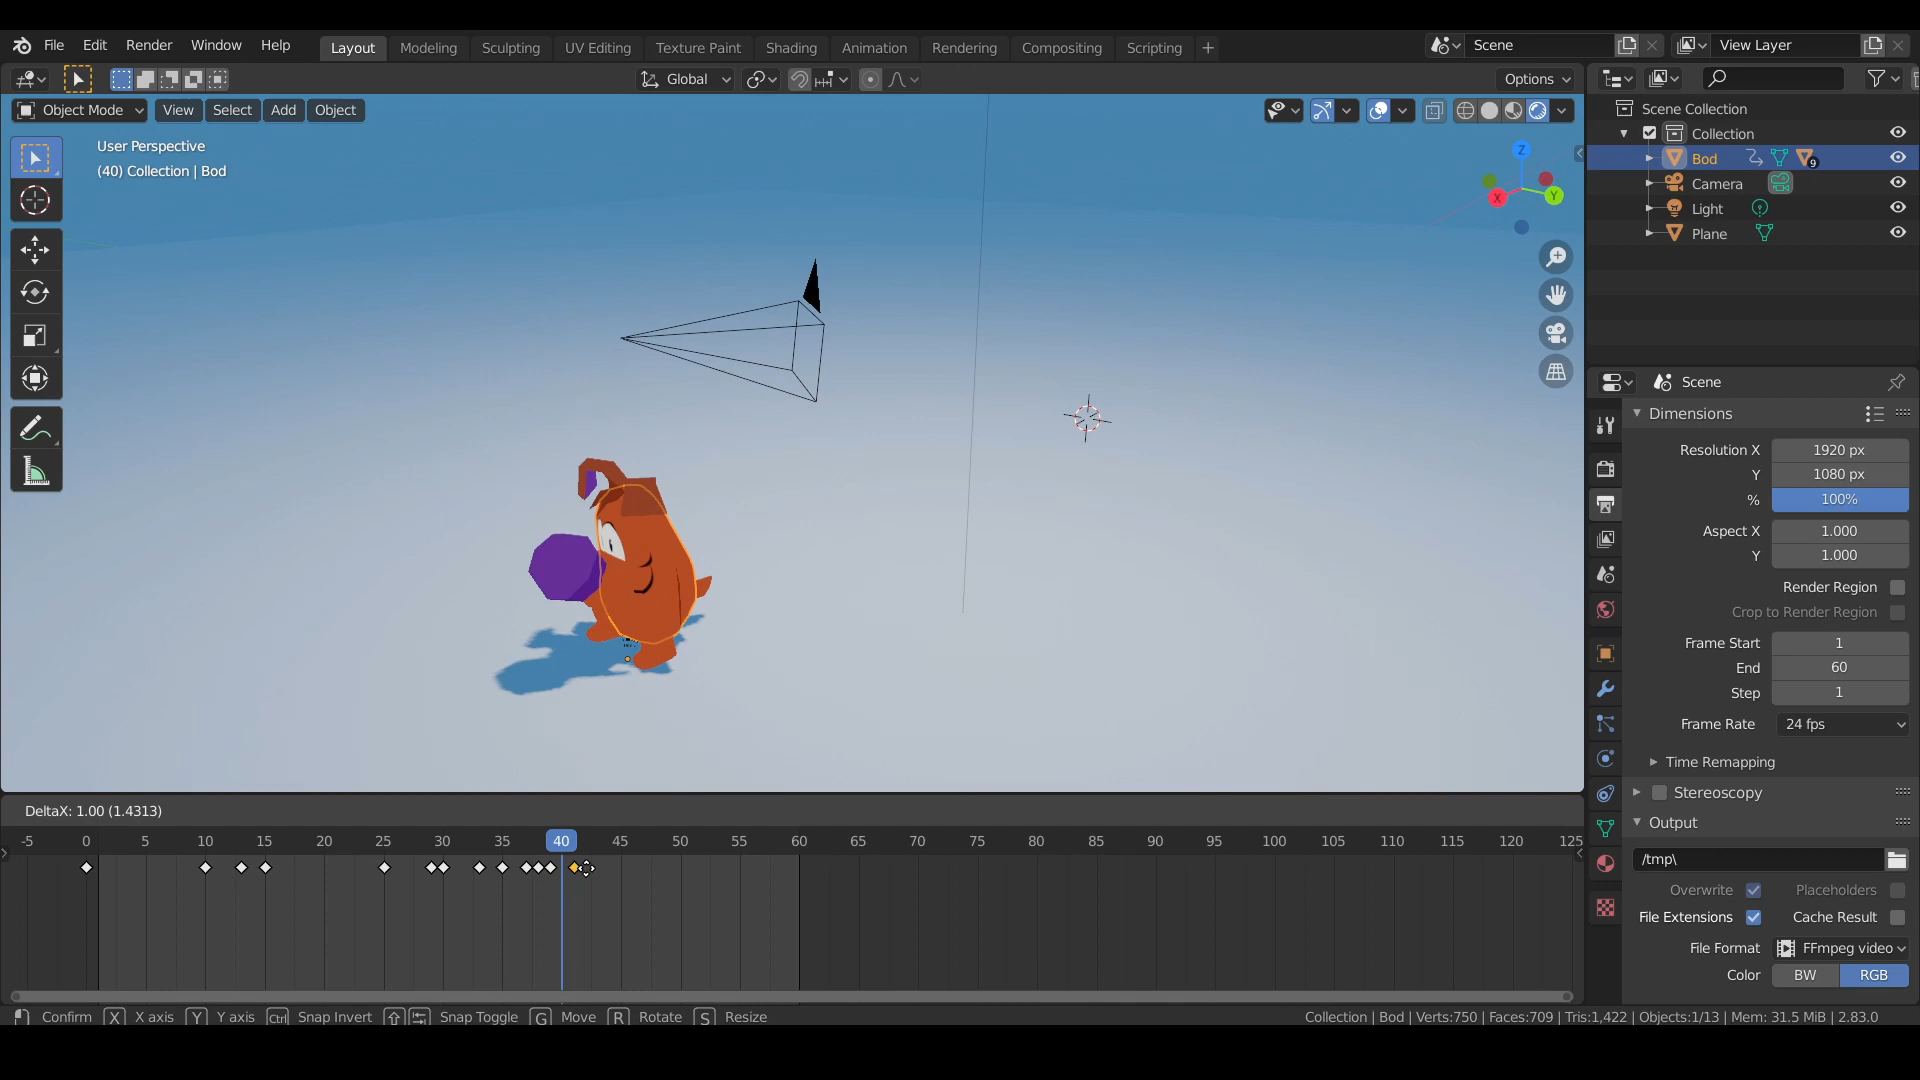 File Edit Render Window Help Layout Modeling Sculpting UV Editing Texture Paint Shading Animation Rendering Compositing Scripting + Scene View Layer
Global Options
Object Mode View Select Add Object
User Perspective
(40) Collection | Bod
Z
X
Y
Scene Collection
Collection
Bod 9
Camera
Light
Plane
Scene
Dimensions
Resolution X 1920 px
Y 1080 px
% 100%
Aspect X 1.000
Y 1.000
Render Region
Crop to Render Region
Frame Start 1
End 60
Step 1
Frame Rate 24 fps
Time Remapping
Stereoscopy
Output
/tmp\
Overwrite Placeholders
File Extensions Cache Result
File Format FFmpeg video
Color BW RGB
DeltaX: 1.00 (1.4313)
-5 0 5 10 15 20 25 30 35 40 45 50 55 60 65 70 75 80 85 90 95 100 105 110 115 120 125
Confirm X X axis Y Y axis Ctrl Snap Invert Snap Toggle G Move R Rotate S Resize
Collection | Bod | Verts:750 | Faces:709 | Tris:1,422 | Objects:1/13 | Mem: 31.5 MiB | 2.83.0